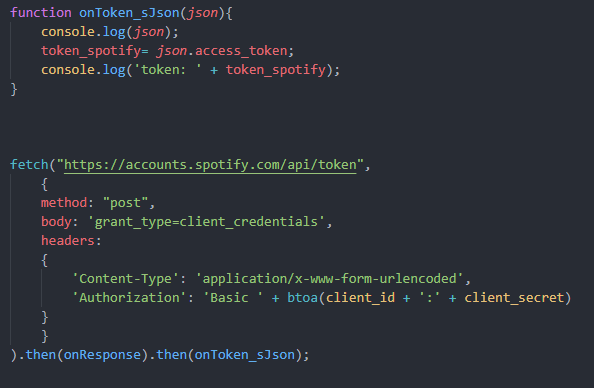 function onToken_sJson(json){
    console.log(json);
    token_spotify= json.access_token;
    console.log('token: ' + token_spotify);
}
fetch("https://accounts.spotify.com/api/token",
    {
    method: "post",
    body: 'grant_type=client_credentials',
    headers:
    {
        'Content-Type': 'application/x-www-form-urlencoded',
        'Authorization': 'Basic ' + btoa(client_id + ':' + client_secret)
    }
    }
).then(onResponse).then(onToken_sJson);